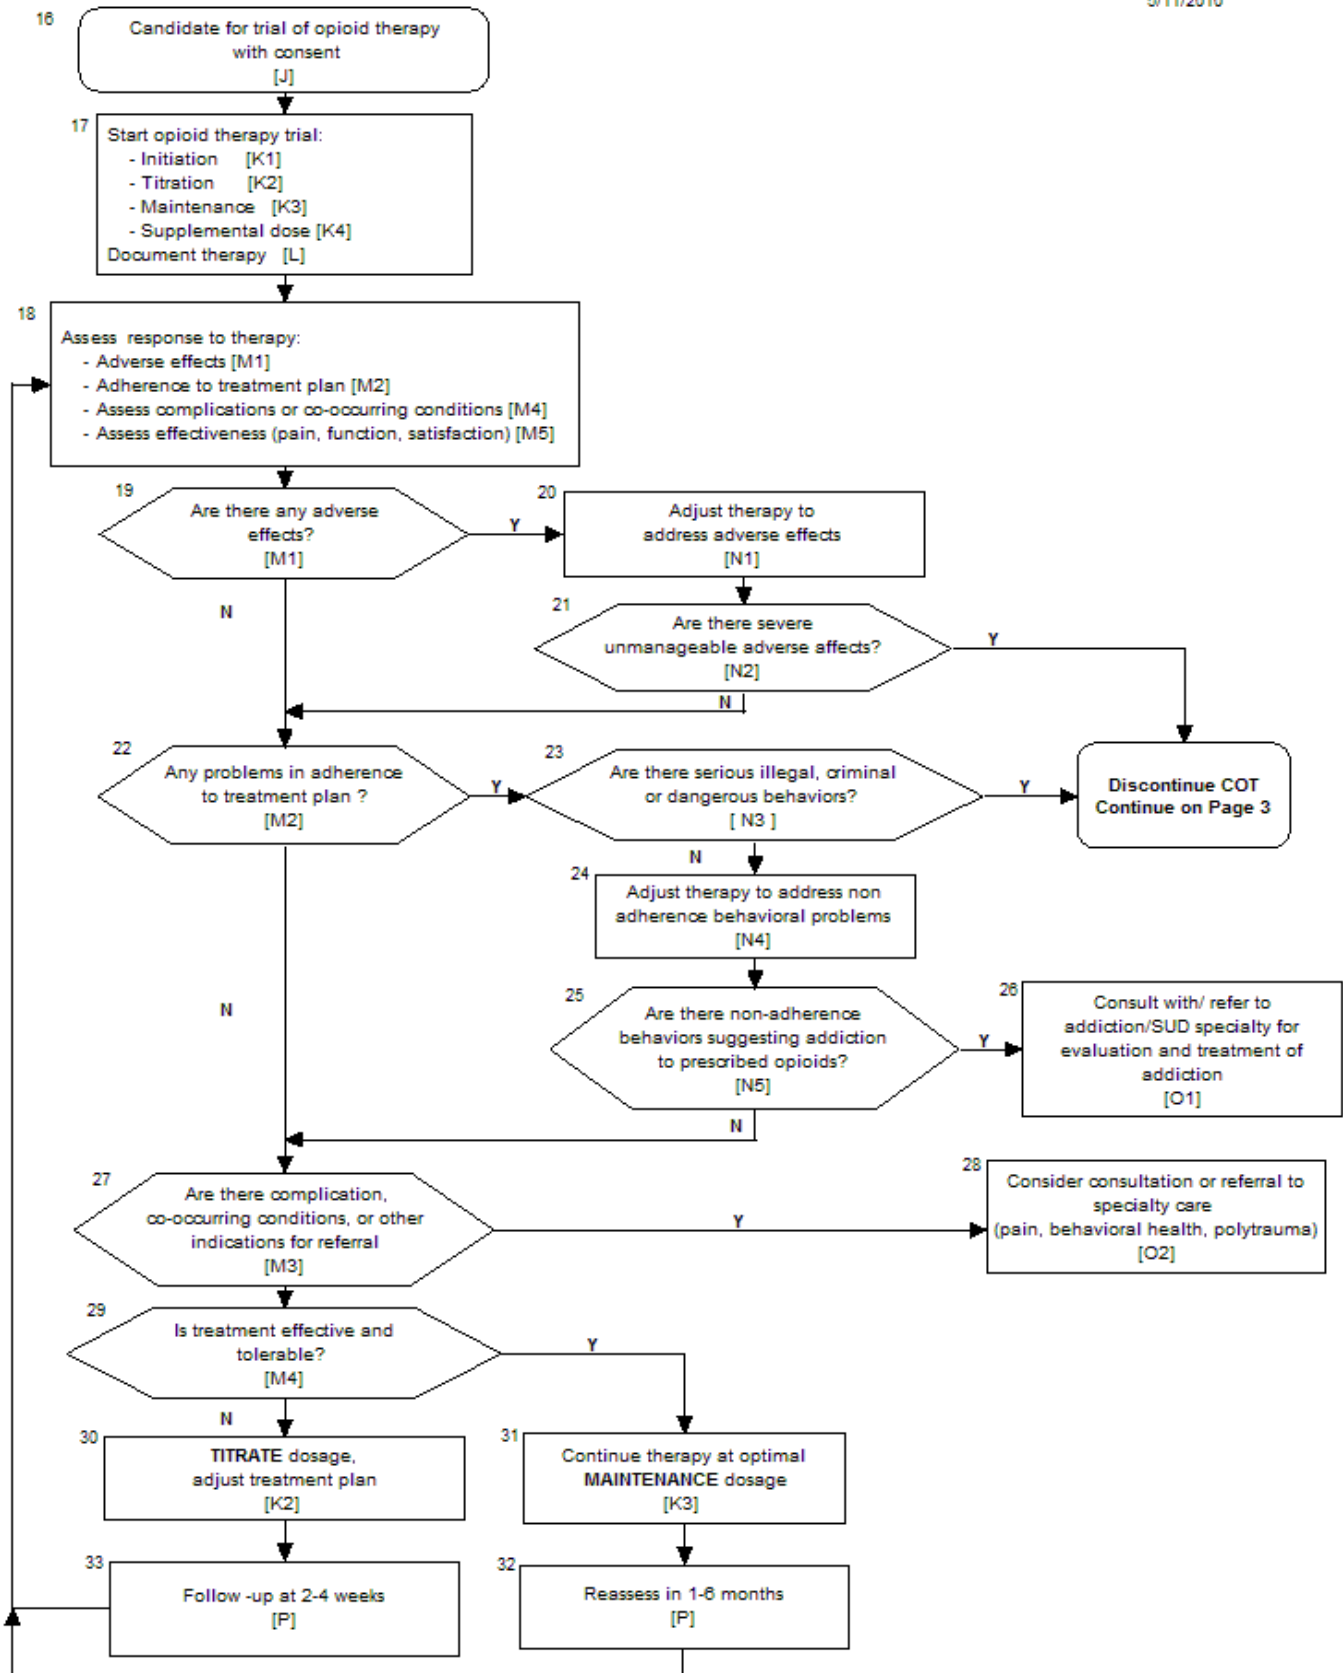 5/11/2010
16
Candidate for trial of opioid therapy
with consent
[J]
17
Start opioid therapy trial:
- Initiation [K1]
- Titration [K2]
- Maintenance [K3]
- Supplemental dose [K4]
Document therapy [L]
18
Assess response to therapy:
- Adverse effects [M1]
- Adherence to treatment plan [M2]
- Assess complications or co-occurring conditions [M4]
- Assess effectiveness (pain, function, satisfaction) [M5]
19
Are there any adverse
effects?
[M1]
Y
N
20
Adjust therapy to
address adverse effects
[N1]
21
Are there severe
unmanageable adverse affects?
[N2]
Y
N
22
Any problems in adherence
to treatment plan ?
[M2]
Y
N
23
Are there serious illegal, criminal
or dangerous behaviors?
[ N3 ]
Y
N
Discontinue COT
Continue on Page 3
24
Adjust therapy to address non
adherence behavioral problems
[N4]
25
Are there non-adherence
behaviors suggesting addiction
to prescribed opioids?
[N5]
Y
N
26
Consult with/ refer to
addiction/SUD specialty for
evaluation and treatment of
addiction
[O1]
27
Are there complication,
co-occurring conditions, or other
indications for referral
[M3]
Y
28
Consider consultation or referral to
specialty care
(pain, behavioral health, polytrauma)
[O2]
29
Is treatment effective and
tolerable?
[M4]
Y
N
30
TITRATE dosage,
adjust treatment plan
[K2]
31
Continue therapy at optimal
MAINTENANCE dosage
[K3]
33
Follow -up at 2-4 weeks
[P]
32
Reassess in 1-6 months
[P]